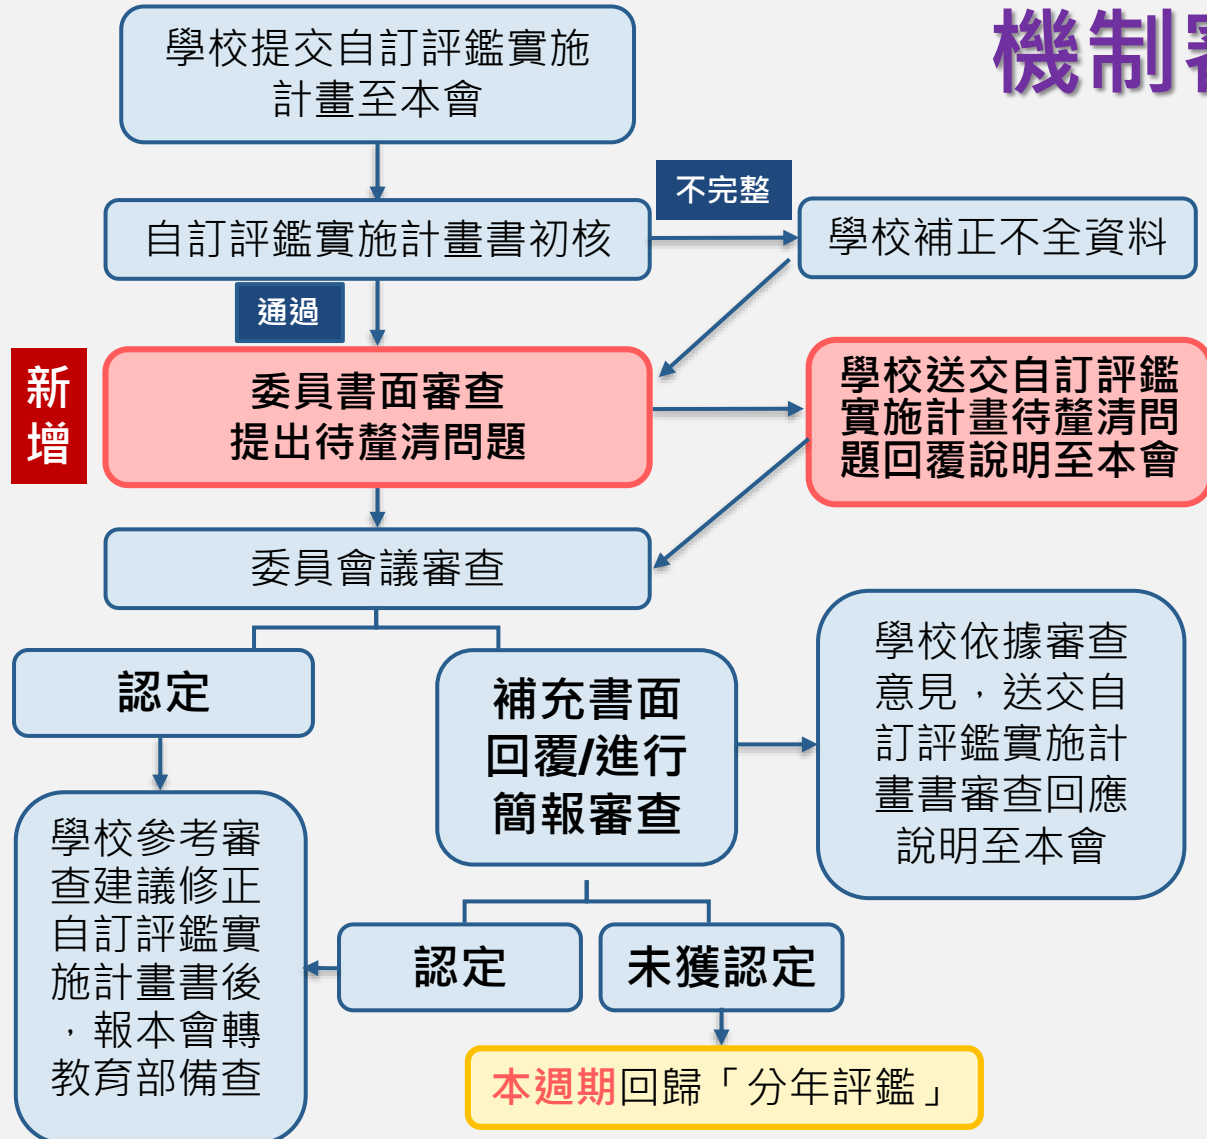 機制
學校提交自訂評鑑實施
計畫至本會
不完整
自訂評鑑實施計畫書初核
學校補正不全資料
通過
新
增
委員書面審查
提出待釐清問題
學校送交自訂評鑑
實施計畫待釐清問
題回覆說明至本會
委員會議審查
認定
補充書面
回覆/進行
簡報審查
學校依據審查
意見，送交自
訂評鑑實施計
畫書審查回應
說明至本會
學校參考審
查建議修正
自訂評鑑實
施計畫書後
，報本會轉
教育部備查
認定
未獲認定
本週期回歸「分年評鑑」